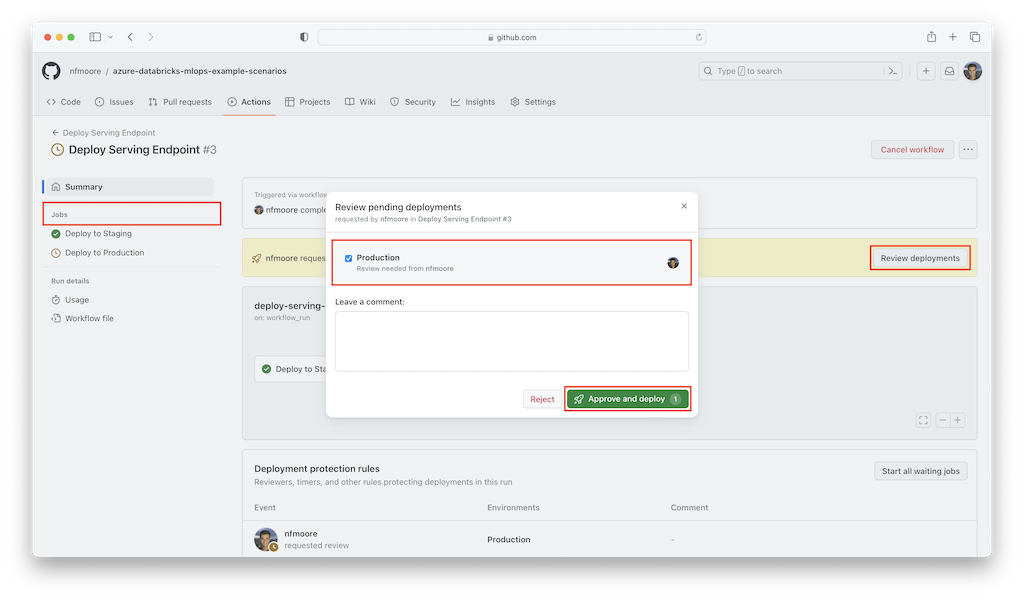 github.com
nfmoore / azure-databricks-mlops-example-scenarios
Type / to search
Code Issues Pull requests Actions Projects Wiki Security Insights Settings
Deploy Serving Endpoint
Deploy Serving Endpoint #3
Cancel workflow
Summary
Jobs
Deploy to Staging
Deploy to Production
Run details
Usage
Workflow file
Triggered via workflow
nfmoore comple
nfmoore reques
Review deployments
deploy-serving-
on: workflow_run
Deploy to Sta
Review pending deployments
requested by nfmoore in Deploy Serving Endpoint #3
Production
Review needed from nfmoore
Leave a comment:
Reject
Approve and deploy 1
Deployment protection rules
Reviewers, timers, and other rules protecting deployments in this run
Start all waiting jobs
Event Environments Comment
nfmoore
requested review
Production
-